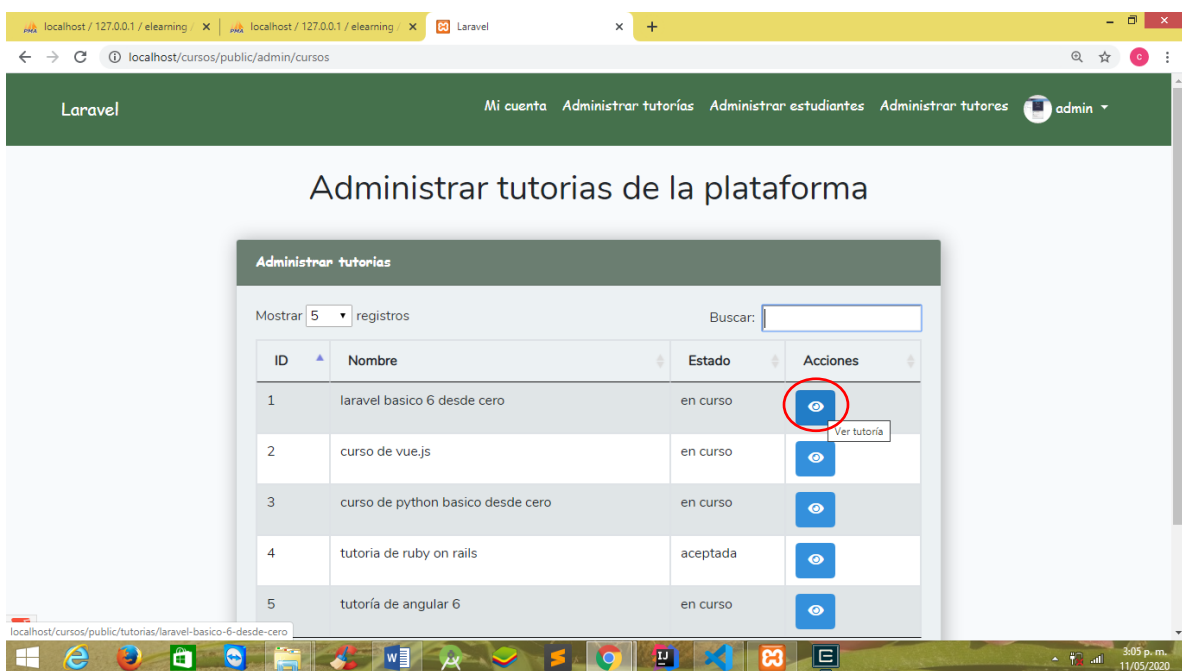 localhost / 127.0.0.1 / elearning /
localhost / 127.0.0.1 / elearning /
Laravel
localhost/cursos/public/admin/cursos
Laravel
Mi cuenta Administrar tutorías Administrar estudiantes Administrar tutores admin
Administrar tutorias de la plataforma
Administrar tutorias
Mostrar 5 registros
Buscar:
ID Nombre Estado Acciones
1 laravel basico 6 desde cero en curso
Ver tutoría
2 curso de vue.js en curso
3 curso de python basico desde cero en curso
4 tutoria de ruby on rails aceptada
5 tutoría de angular 6 en curso
localhost/cursos/public/tutorias/laravel-basico-6-desde-cero
3:05 p. m.
11/05/2020